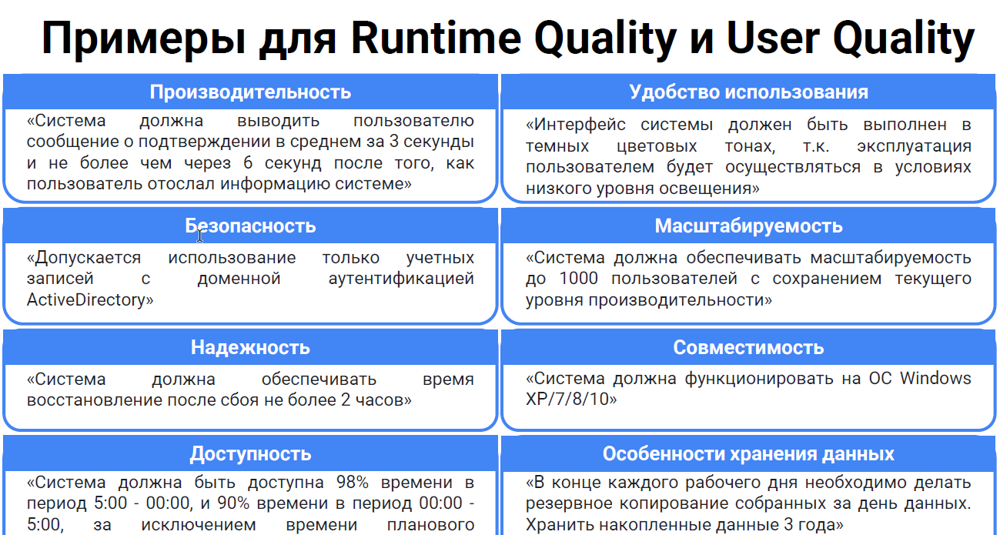 Примеры для Runtime Quality и User Quality
Производительность
«Система должна выводить пользователю
сообщение о подтверждении в среднем за 3 секунды
и не более чем через 6 секунд после того, как
пользователь отослал информацию системе»
Удобство использования
«Интерфейс системы должен быть выполнен в
темных цветовых тонах, т.к. эксплуатация
пользователем будет осуществляться в условиях
низкого уровня освещения»
Безопасность
«Допускается использование только учетных
записей с доменной аутентификацией
ActiveDirectory»
Масштабируемость
«Система должна обеспечивать масштабируемость
до 1000 пользователей с сохранением текущего
уровня производительности»
Надежность
«Система должна обеспечивать время
восстановление после сбоя не более 2 часов»
Совместимость
«Система должна функционировать на ОС Windows
XP/7/8/10»
Доступность
«Система должна быть доступна 98% времени в
период 5:00 - 00:00, и 90% времени в период 00:00 -
5:00, за исключением времени планового
Особенности хранения данных
«В конце каждого рабочего дня необходимо делать
резервное копирование собранных за день данных.
Хранить накопленные данные 3 года»